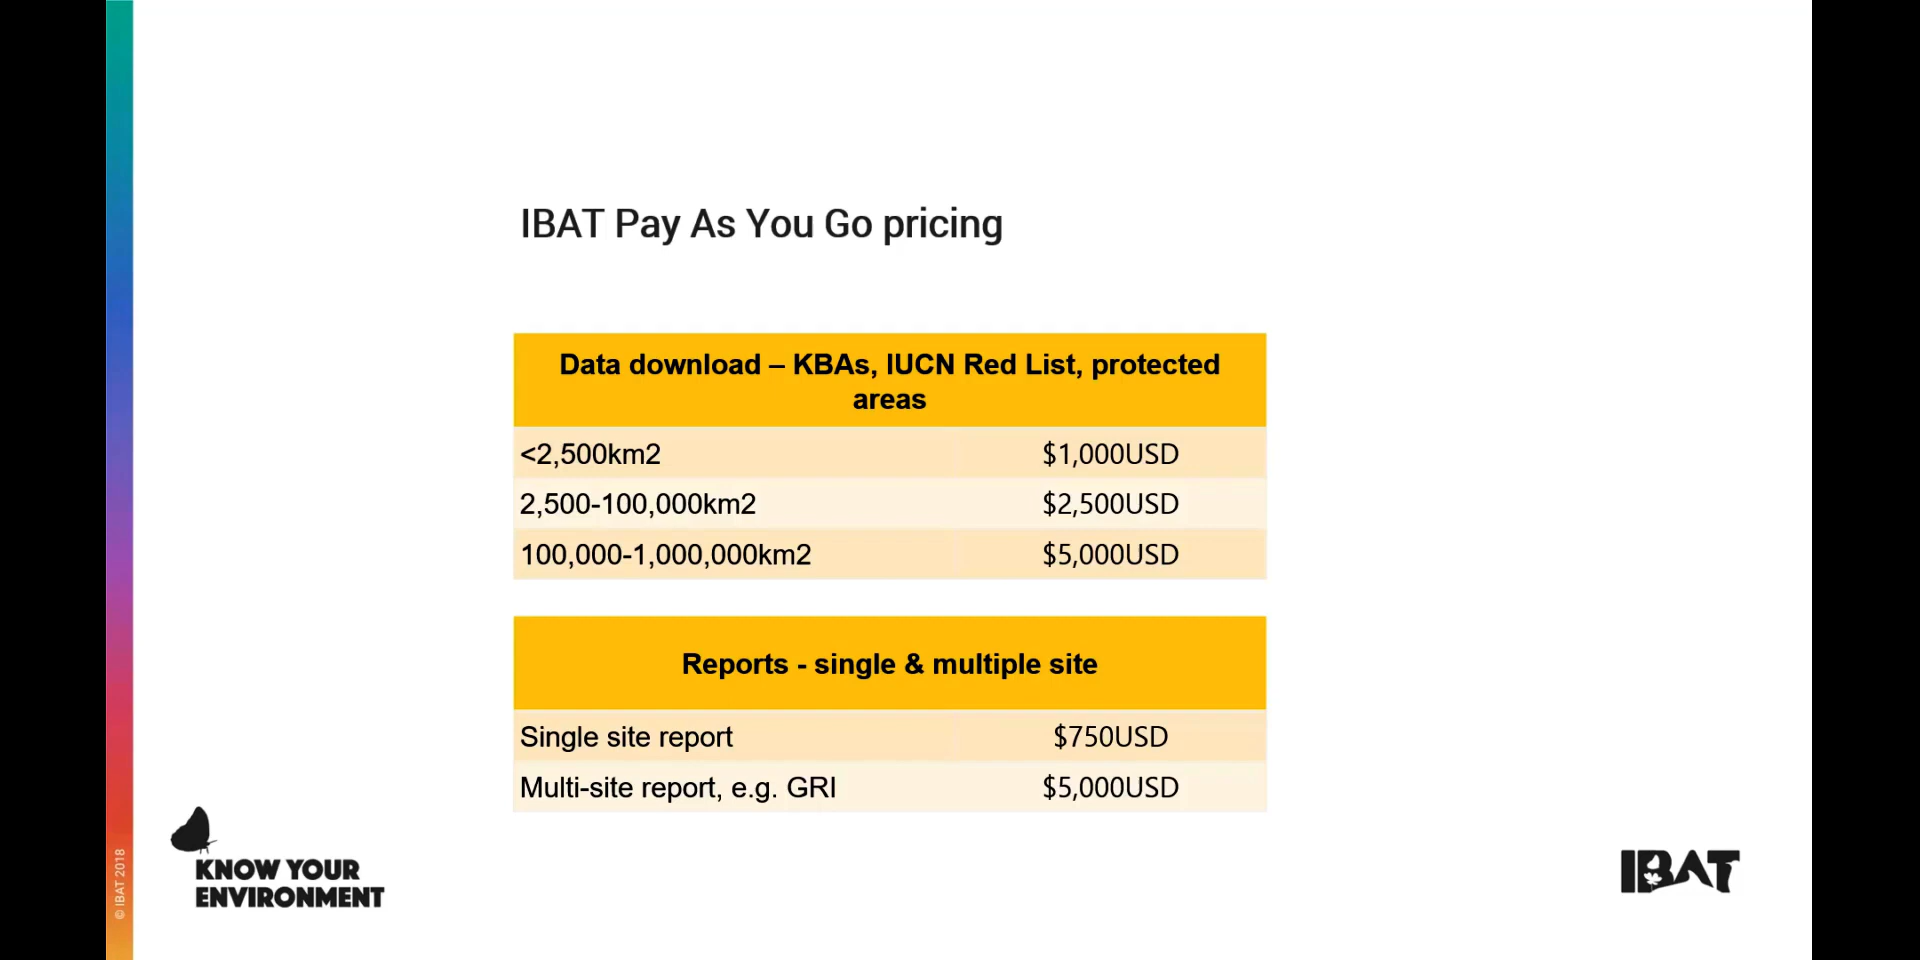 IBAT Pay As You Go pricing
Data download – KBAs, IUCN Red List, protected
areas
<2,500km2 $1,000USD
2,500-100,000km2 $2,500USD
100,000-1,000,000km2 $5,000USD
Reports - single & multiple site
Single site report $750USD
Multi-site report, e.g. GRI $5,000USD
KNOW YOUR
ENVIRONMENT
IBAT
© IBAT 2018